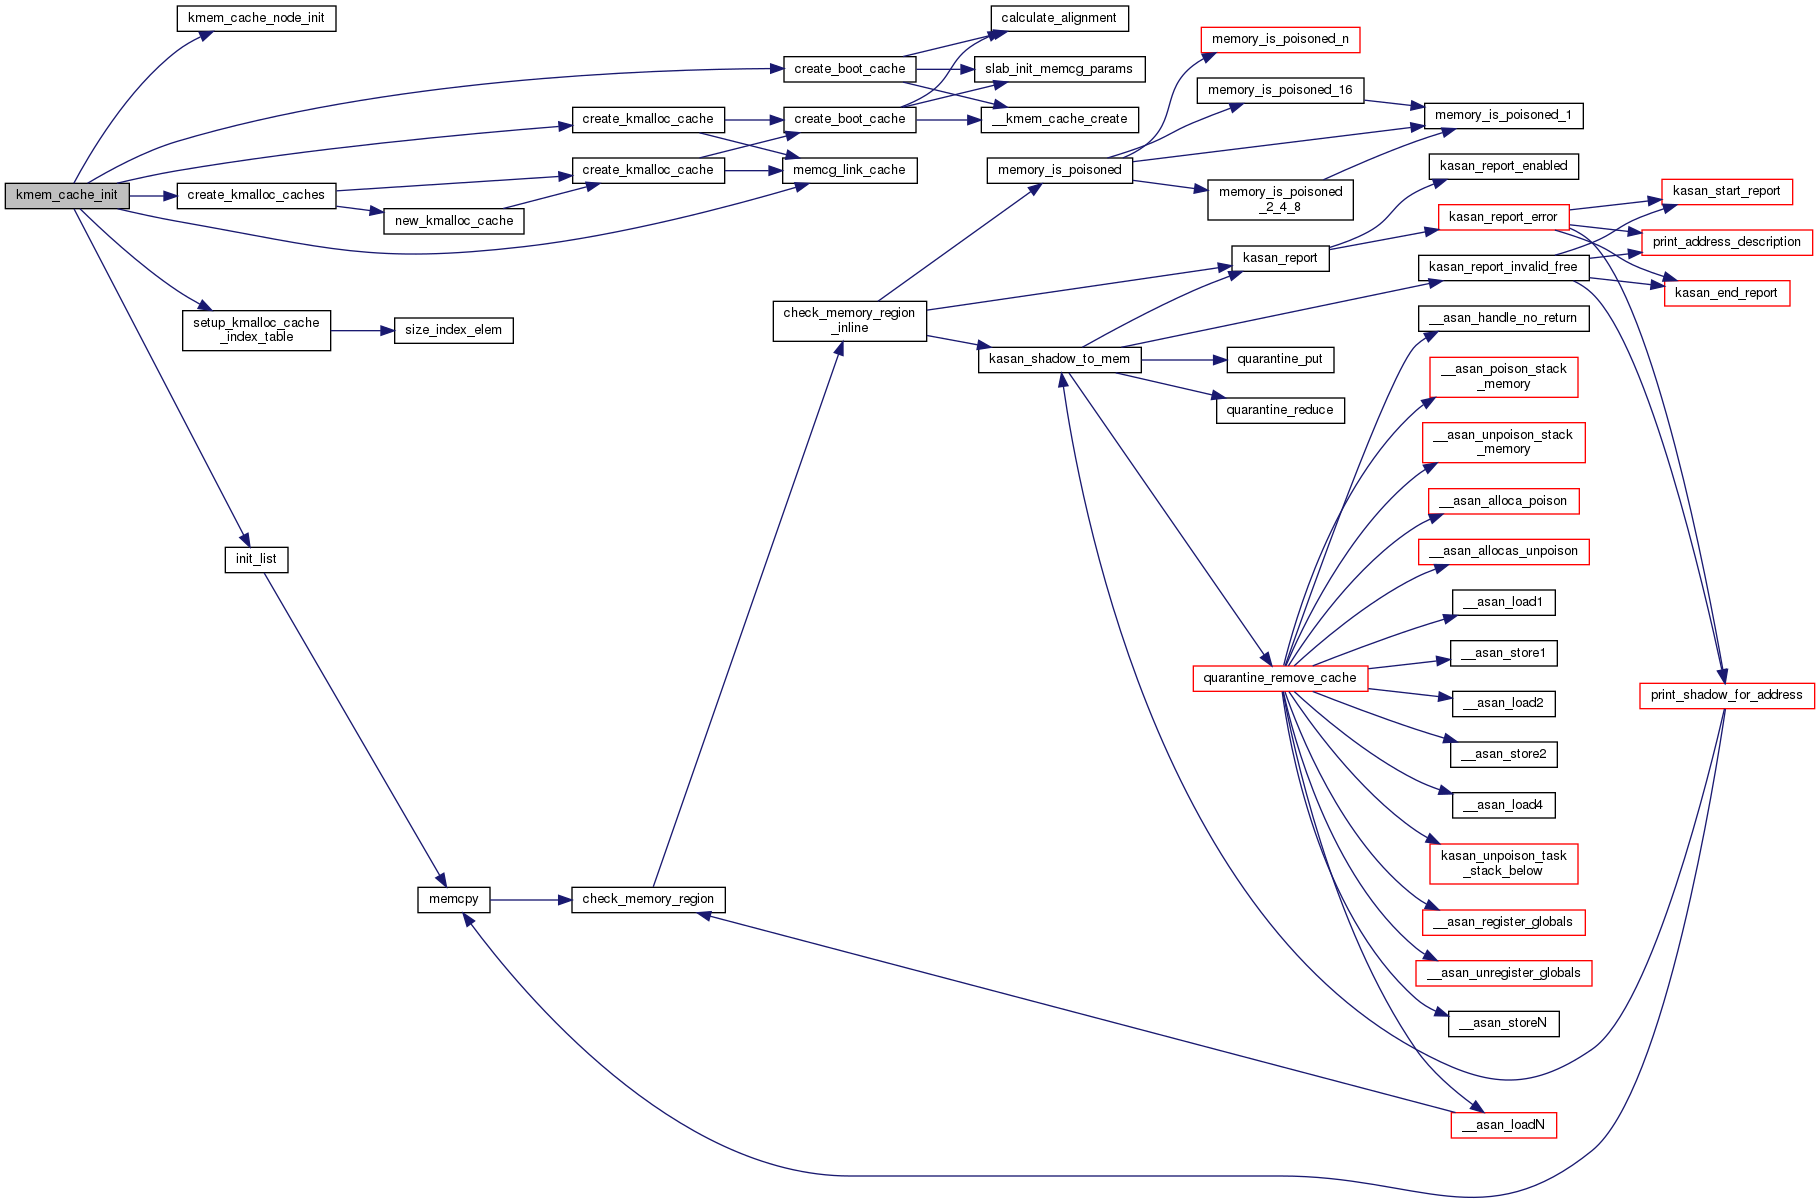 kmem_cache_node_init
calculate_alignment
memory_is_poisoned_n
create_boot_cache
slab_init_memcg_params
memory_is_poisoned_16
create_kmalloc_cache
create_boot_cache
__kmem_cache_create
memory_is_poisoned_1
create_kmalloc_cache
memcg_link_cache
memory_is_poisoned
kasan_report_enabled
kmem_cache_init
create_kmalloc_caches
new_kmalloc_cache
memory_is_poisoned
_2_4_8
kasan_start_report
kasan_report_error
print_address_description
kasan_report
kasan_report_invalid_free
kasan_end_report
setup_kmalloc_cache
_index_table
size_index_elem
check_memory_region
_inline
__asan_handle_no_return
kasan_shadow_to_mem
quarantine_put
__asan_poison_stack
_memory
quarantine_reduce
__asan_unpoison_stack
_memory
__asan_alloca_poison
init_list
__asan_allocas_unpoison
__asan_load1
__asan_store1
quarantine_remove_cache
print_shadow_for_address
__asan_load2
__asan_store2
__asan_load4
kasan_unpoison_task
_stack_below
memcpy
check_memory_region
__asan_register_globals
__asan_unregister_globals
__asan_storeN
__asan_loadN